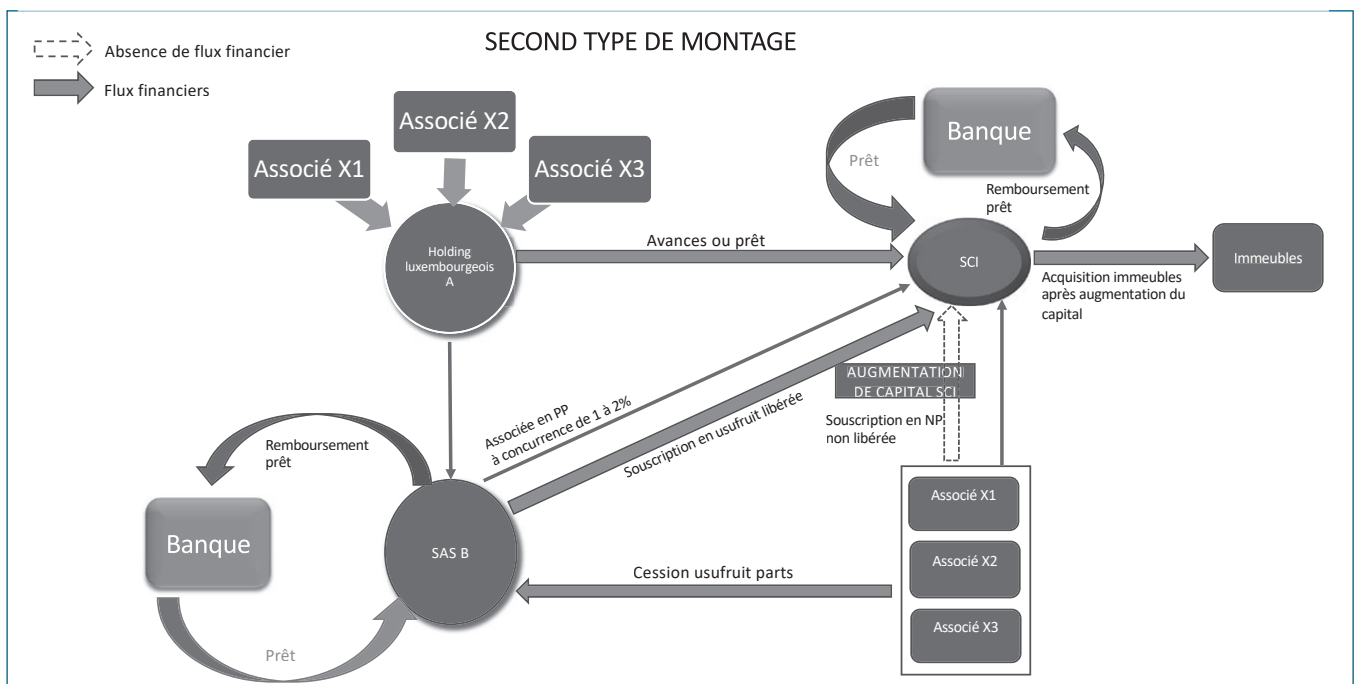 SECOND TYPE DE MONTAGE
Absence de flux financier
Flux financiers
Associé X1
Associé X2
Associé X3
Holding
luxembourgeois
A
Avances ou prêt
Banque
Prêt
Remboursement
prêt
SCI
Acquisition immeubles
après augmentation du
capital
Immeubles
AUGMENTATION
DE CAPITAL SCI
Souscription en NP
non libérée
Associée en PP
à concurrence de 1 à 2%
Souscription en usufruit libérée
Remboursement
prêt
Banque
Prêt
SAS B
Cession usufruit parts
Associé X1
Associé X2
Associé X3